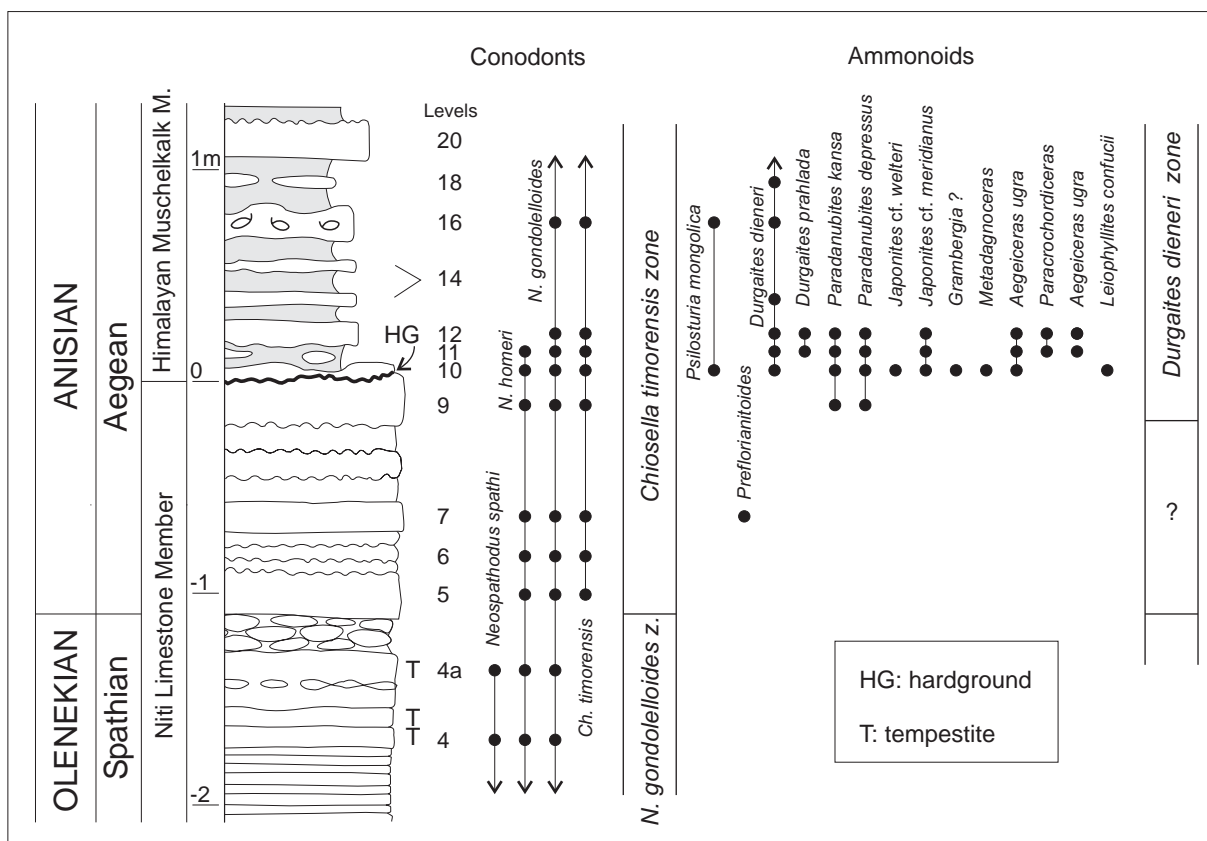 Conodonts
Ammonoids
ANISIAN
OLENEKIAN
Aegean
Spathian
Himalayan Muschelkalk M.
Niti Limestone Member
1m
0
-1
-2
HG
T
T
T
Levels
20
18
16
14
12
11
10
9
7
6
5
4a
4
Neospathodus spathi
N. homeri
N. gondolelloides
Ch. timorensis
Chiosella timorensis zone
N. gondolelloides z.
Psilosturia mongolica
Preflorianitoides
Durgaites dieneri
Durgaites prahlada
Paradanubites kansa
Paradanubites depressus
Japonites cf. welteri
Japonites cf. meridianus
Grambergia ?
Metadagnoceras
Aegeiceras ugra
Paracrochordiceras
Aegeiceras ugra
Leiophyllites confucii
Durgaites dieneri zone
?
HG: hardground
T: tempestite